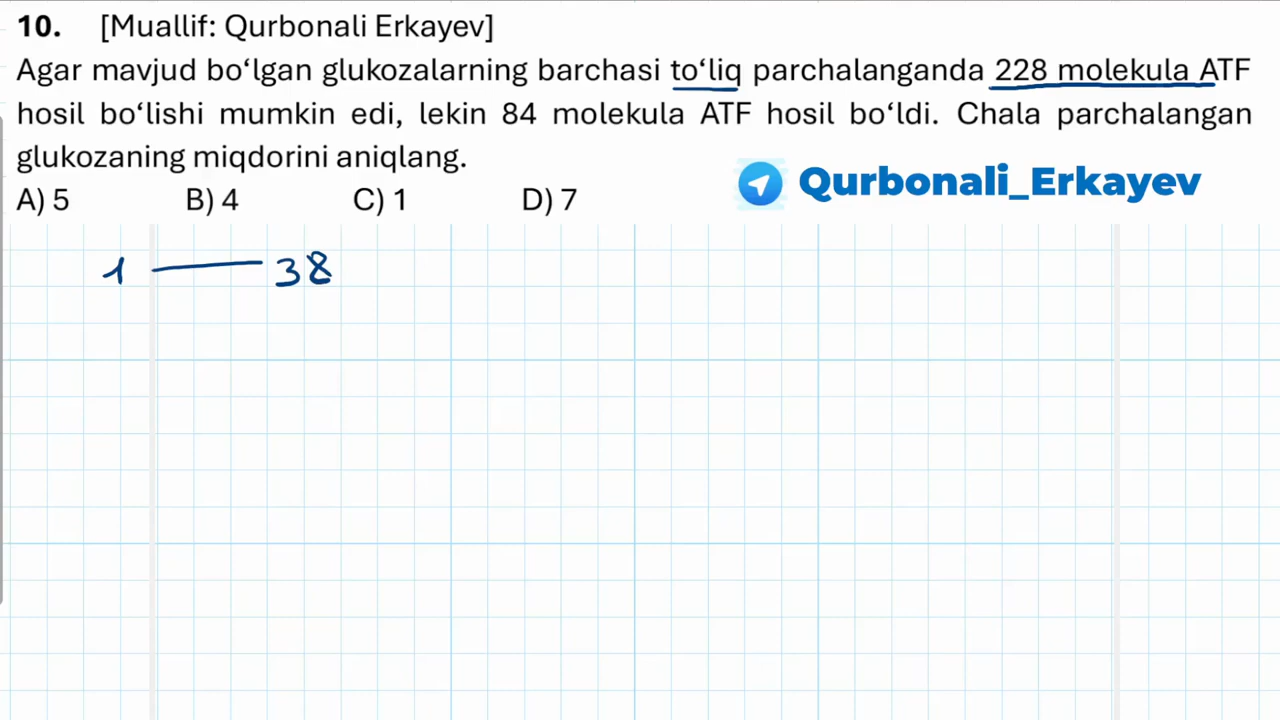 10. [Muallif: Qurbonali Erkayev]
Agar mavjud bo‘lgan glukozalarning barchasi to‘liq parchalanganda 228 molekula ATF
hosil bo‘lishi mumkin edi, lekin 84 molekula ATF hosil bo‘ldi. Chala parchalangan
glukozaning miqdorini aniqlang.
A) 5 B) 4 C) 1 D) 7
Qurbonali_Erkayev
1 — 38